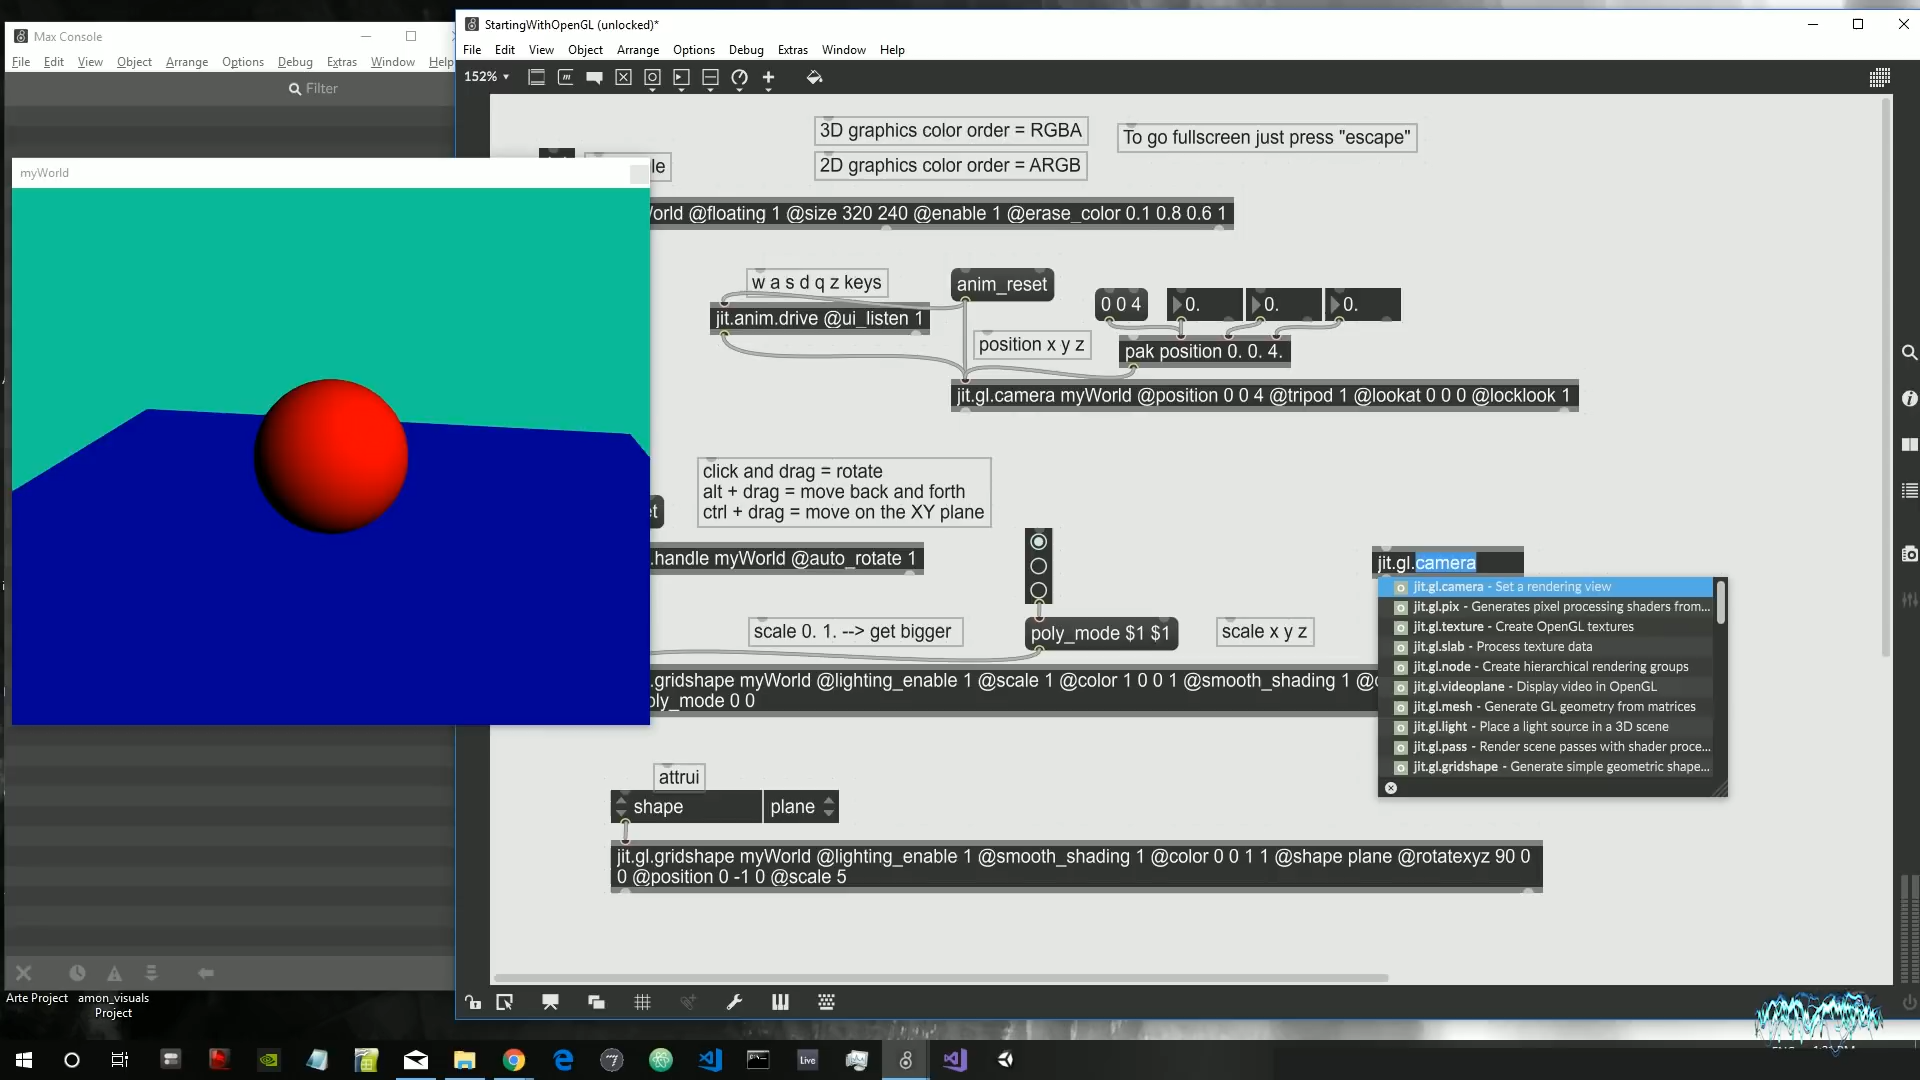 Max Console
File Edit View Object Arrange Options Debug Extras Window Help
Filter
StartingWithOpenGL (unlocked)*
File Edit View Object Arrange Options Debug Extras Window Help
152%
3D graphics color order = RGBA
To go fullscreen just press "escape"
2D graphics color order = ARGB
myWorld
le
orld @floating 1 @size 320 240 @enable 1 @erase_color 0.1 0.8 0.6 1
w a s d q z keys
anim_reset
0 0 4
0.
0.
0.
jit.anim.drive @ui_listen 1
position x y z
pak position 0. 0. 4.
jit.gl.camera myWorld @position 0 0 4 @tripod 1 @lookat 0 0 0 @locklook 1
click and drag = rotate
alt + drag = move back and forth
ctrl + drag = move on the XY plane
et
.handle myWorld @auto_rotate 1
jit.gl.camera
jit.gl.camera - Set a rendering view
jit.gl.pix - Generates pixel processing shaders from...
jit.gl.texture - Create OpenGL textures
jit.gl.slab - Process texture data
jit.gl.node - Create hierarchical rendering groups
jit.gl.videoplane - Display video in OpenGL
jit.gl.mesh - Generate GL geometry from matrices
jit.gl.light - Place a light source in a 3D scene
jit.gl.pass - Render scene passes with shader proce...
jit.gl.gridshape - Generate simple geometric shape...
scale 0. 1. --> get bigger
poly_mode $1 $1
scale x y z
.gridshape myWorld @lighting_enable 1 @scale 1 @color 1 0 0 1 @smooth_shading 1
oly_mode 0 0
attrui
shape
plane
jit.gl.gridshape myWorld @lighting_enable 1 @smooth_shading 1 @color 0 0 1 1 @shape plane @rotatexyz 90 0
0 @position 0 -1 0 @scale 5
Arte Project
amon_visuals
Project
Live